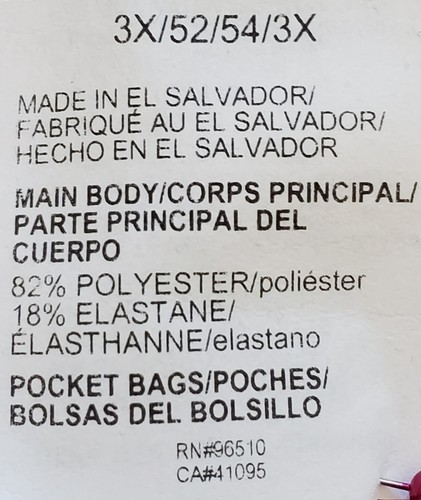 3X/52/54/3X
MADE IN EL SALVADOR/
FABRIQUÉ AU EL SALVADOR/
HECHO EN EL SALVADOR
MAIN BODY/CORPS PRINCIPAL/
PARTE PRINCIPAL DEL
CUERPO
82% POLYESTER/poliéster
18% ELASTANE/
ÉLASTHANNE/elastano
POCKET BAGS/POCHES/
BOLSAS DEL BOLSILLO
RN#96510
CA#41095